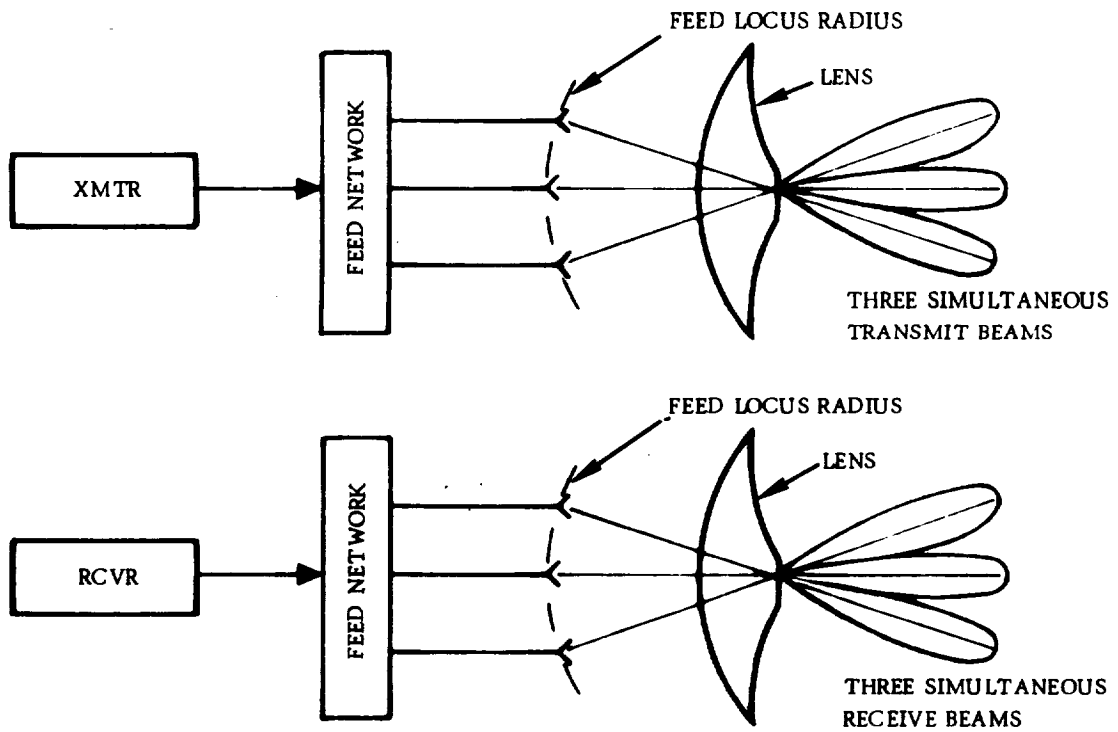 FEED LOCUS RADIUS
LENS
XMTR
FEED NETWORK
THREE SIMULTANEOUS
TRANSMIT BEAMS
FEED LOCUS RADIUS
LENS
RCVR
FEED NETWORK
THREE SIMULTANEOUS
RECEIVE BEAMS